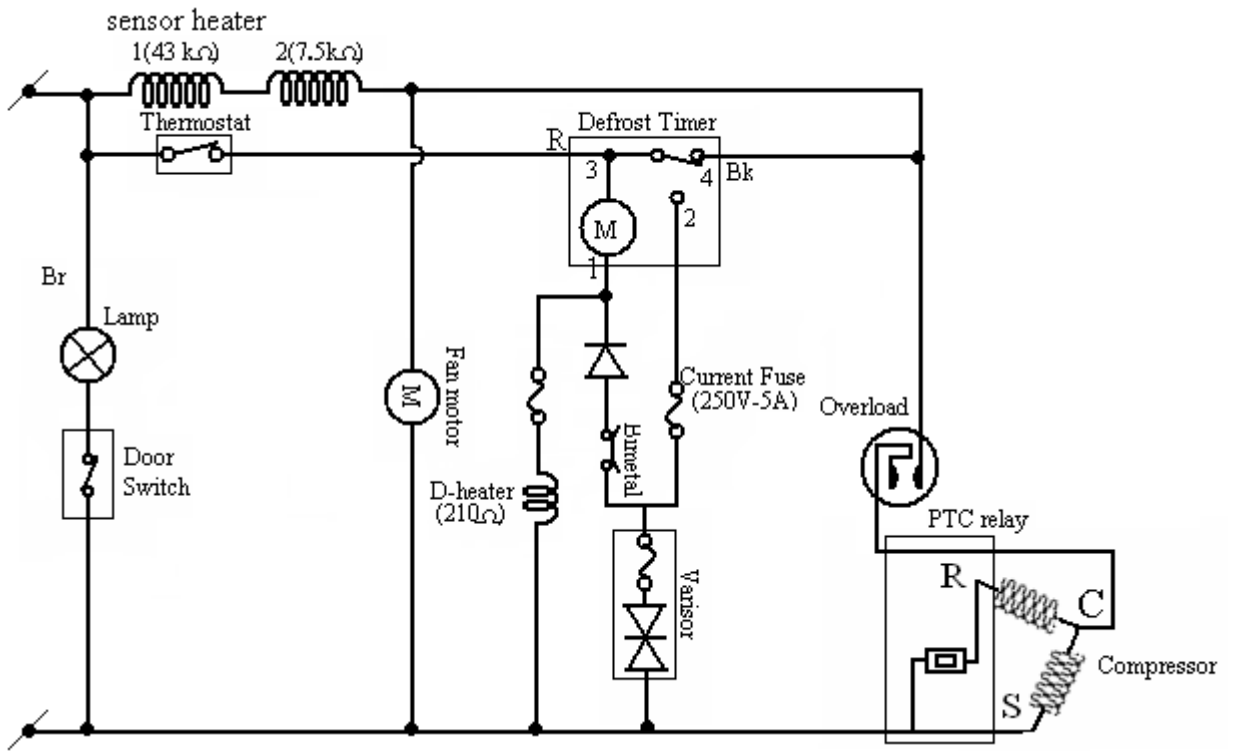 sensor heater
1(43 kΩ)
2(7.5kΩ)
Thermostat
R
Defrost Timer
3
4
Bk
M
2
1
Br
Lamp
M
Fan motor
Current Fuse
(250V-5A)
Overload
Bimetal
Door
Switch
D-heater
(210Ω)
PTC relay
Varisor
R
C
Compressor
S